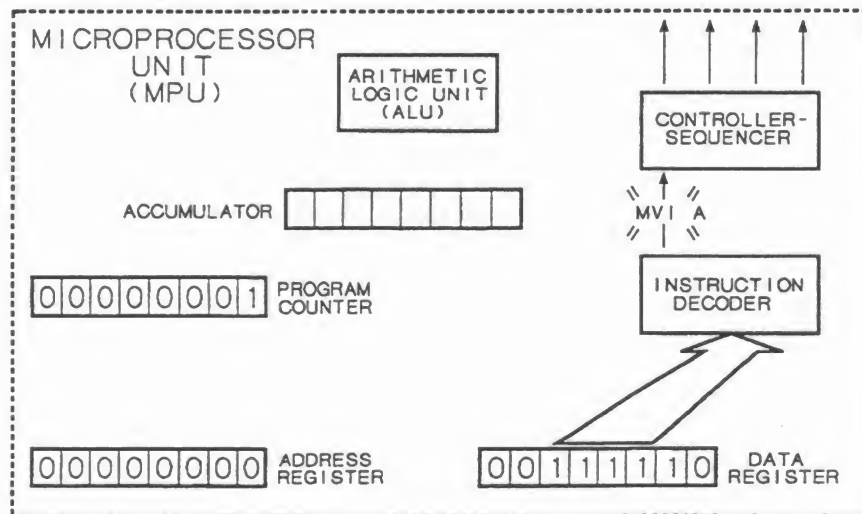 MICROPROCESSOR
UNIT
(MPU)
ARITHMETIC
LOGIC UNIT
(ALU)
CONTROLLER-
SEQUENCER
ACCUMULATOR
MVI A
00000001
PROGRAM
COUNTER
INSTRUCTION
DECODER
00000000
ADDRESS
REGISTER
00111110
DATA
REGISTER